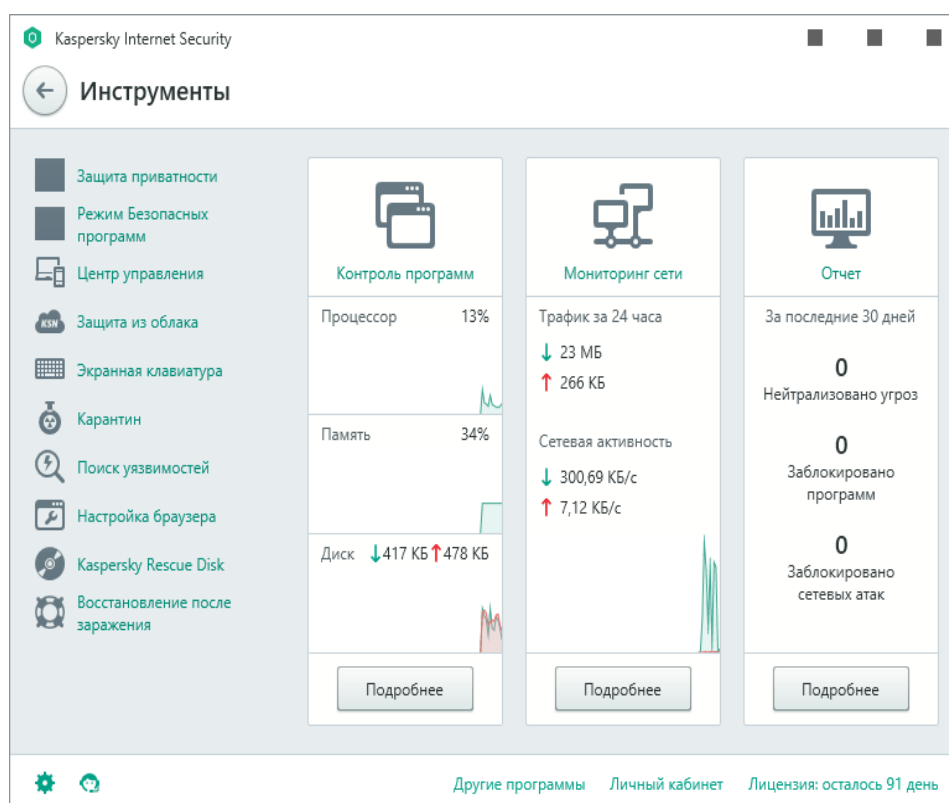 Kaspersky Internet Security
Инструменты
Защита приватности
Режим Безопасных
программ
Центр управления
KSN
Защита из облака
Экранная клавиатура
Карантин
Поиск уязвимостей
Настройка браузера
Kaspersky Rescue Disk
Восстановление после
заражения
Контроль программ
Процессор 13%
Память 34%
Диск ↓417 КБ ↑478 КБ
Подробнее
Мониторинг сети
Трафик за 24 часа
↓ 23 МБ
↑ 266 КБ
Сетевая активность
↓ 300,69 КБ/с
↑ 7,12 КБ/с
Подробнее
Отчет
За последние 30 дней
0
Нейтрализовано угроз
0
Заблокировано
программ
0
Заблокировано
сетевых атак
Подробнее
Другие программы Личный кабинет Лицензия: осталось 91 день